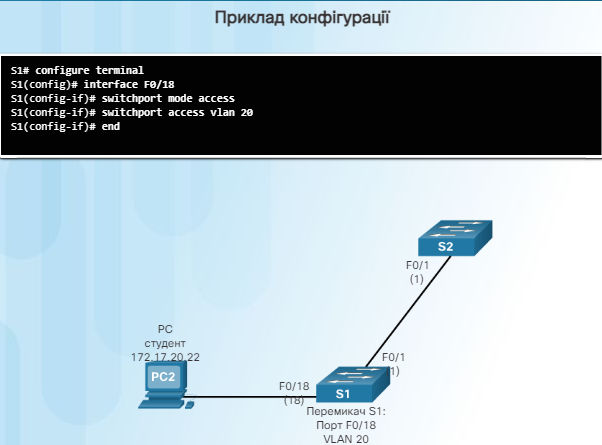 Приклад конфігурації
S1# configure terminal
S1(config)# interface F0/18
S1(config-if)# switchport mode access
S1(config-if)# switchport access vlan 20
S1(config-if)# end
S2
F0/1
(1)
PC
студент
172.17.20.22
PC2
F0/18
(18)
F0/1
1)
S1
Перемикач S1:
Порт F0/18
VLAN 20